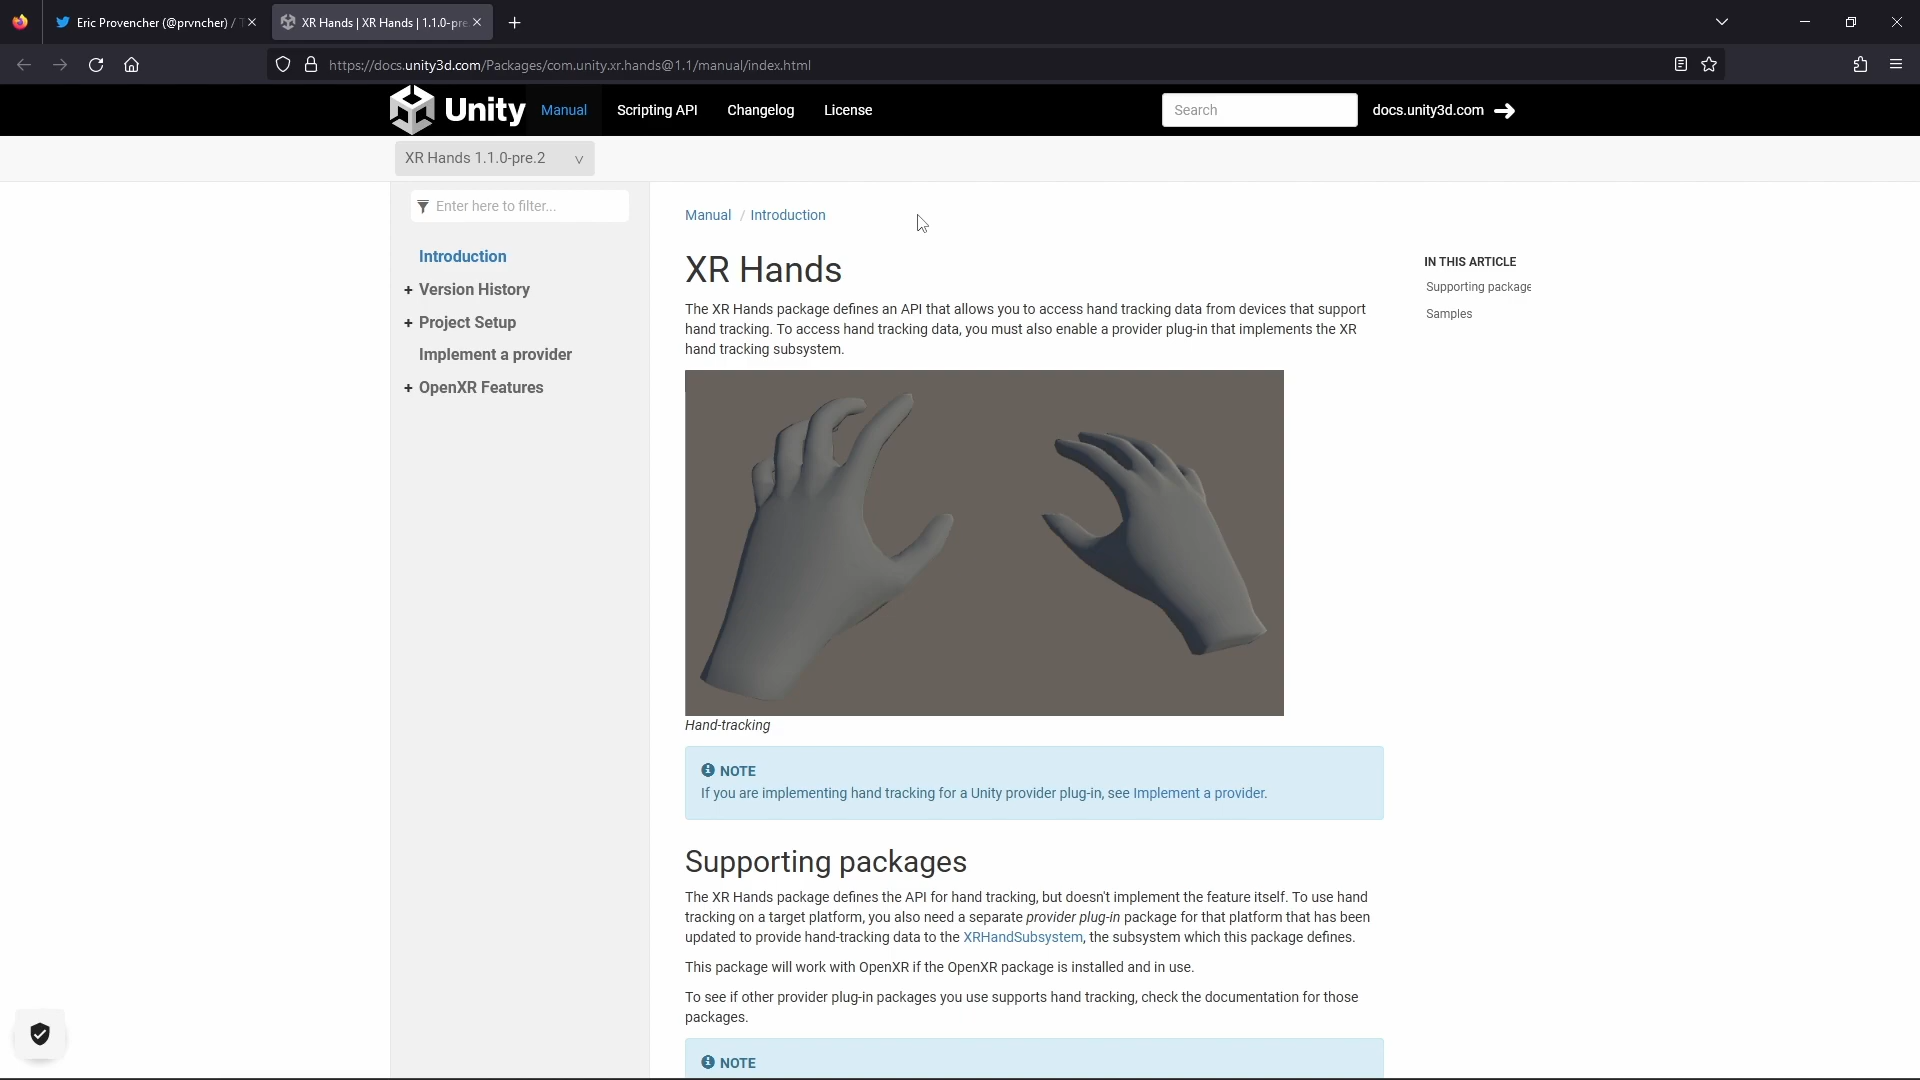 Eric Provencher (@prvncher) /
XR Hands | XR Hands | 1.1.0-pre
https://docs.unity3d.com/Packages/com.unity.xr.hands@1.1/manual/index.html
Unity Manual Scripting API Changelog License Search docs.unity3d.com
XR Hands 1.1.0-pre.2
Enter here to filter...
Introduction
+ Version History
+ Project Setup
Implement a provider
+ OpenXR Features
Manual / Introduction
XR Hands
The XR Hands package defines an API that allows you to access hand tracking data from devices that support
hand tracking. To access hand tracking data, you must also enable a provider plug-in that implements the XR
hand tracking subsystem.
Hand-tracking
NOTE
If you are implementing hand tracking for a Unity provider plug-in, see Implement a provider.
Supporting packages
The XR Hands package defines the API for hand tracking, but doesn't implement the feature itself. To use hand
tracking on a target platform, you also need a separate provider plug-in package for that platform that has been
updated to provide hand-tracking data to the XRHandSubsystem, the subsystem which this package defines.
This package will work with OpenXR if the OpenXR package is installed and in use.
To see if other provider plug-in packages you use supports hand tracking, check the documentation for those
packages.
NOTE
IN THIS ARTICLE
Supporting package
Samples